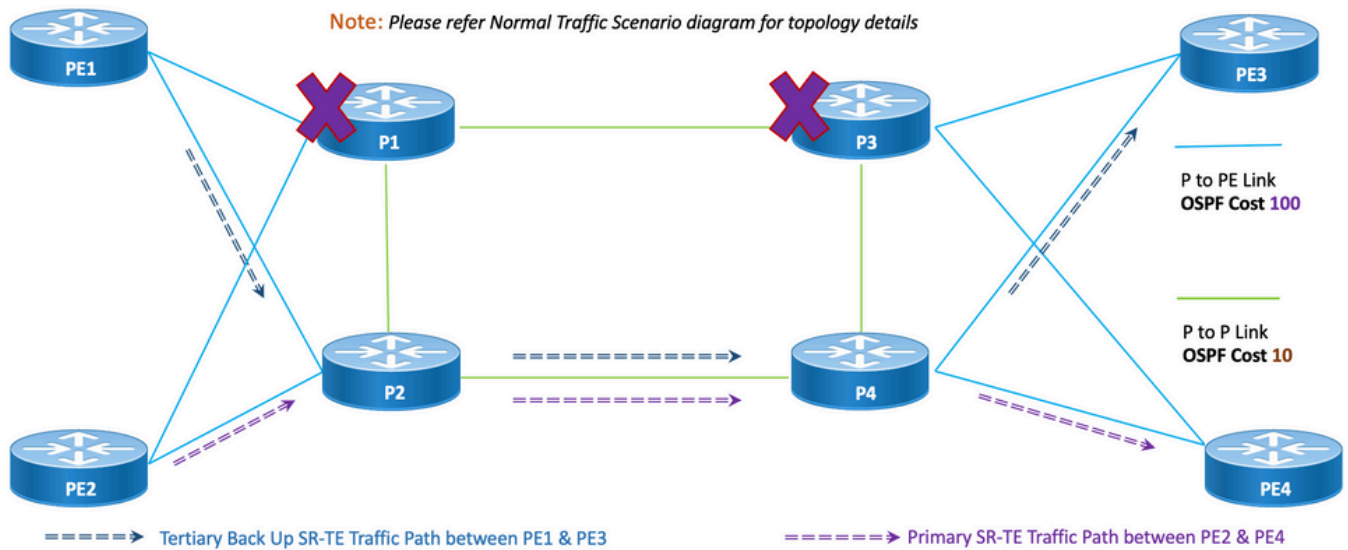 Note: Please refer Normal Traffic Scenario diagram for topology details
PE1
PE3
P1
P3
P to PE Link
OSPF Cost 100
P to P Link
OSPF Cost 10
P2
P4
PE2
PE4
Tertiary Back Up SR-TE Traffic Path between PE1 & PE3
Primary SR-TE Traffic Path between PE2 & PE4